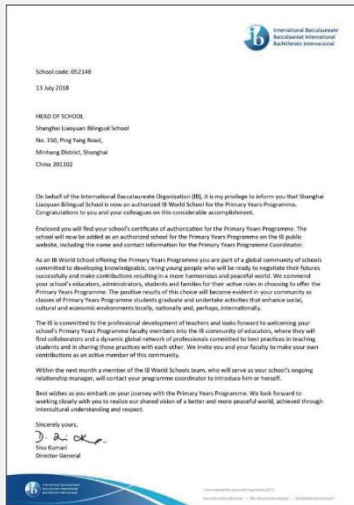 International Baccalaureate
Baccalauréat International
Bachillerato Internacional
School code: 052148
13 July 2018
HEAD OF SCHOOL
Shanghai Liaoyuan Bilingual School
No. 150, Ping Yang Road,
Minhang District, Shanghai
China 201102
On behalf of the International Baccalaureate Organization (IB), it is my privilege to inform you that Shanghai
Liaoyuan Bilingual School is now an authorized IB World School for the Primary Years Programme.
Congratulations to you and your colleagues on this considerable accomplishment.
Enclosed you will find your school's certificate of authorization for the Primary Years Programme. The
school will now be added as an authorized school for the Primary Years Programme on the IB public
website, including the name and contact information for the Primary Years Programme Coordinator.
As an IB World School offering the Primary Years Programme you are part of a global community of schools
committed to developing knowledgeable, caring young people who will be ready to negotiate their futures
successfully and make contributions resulting in a more harmonious and peaceful world. We commend
your school's educators, administrators, students and families for their active roles in choosing to offer the
Primary Years Programme. The positive results of this choice will become evident in your community as
classes of Primary Years Programme students graduate and undertake activities that enhance social,
cultural and economic environments locally, nationally and, perhaps, internationally.
The IB is committed to the professional development of teachers and looks forward to welcoming your
school's Primary Years Programme faculty members into the IB community of educators, where they will
find collaborators and a dynamic global network of professionals committed to best practices in teaching
students and in sharing those practices with each other. We invite you and your faculty to make your own
contributions as an active member of this community.
Within the next month a member of the IB World Schools team, who will serve as your school's ongoing
relationship manager, will contact your programme coordinator to introduce him or herself.
Best wishes as you embark on your journey with the Primary Years Programme. We look forward to
working closely with you to realize our shared vision of a better and more peaceful world, achieved through
intercultural understanding and respect.
Sincerely yours,
Siva Kumari
Director General